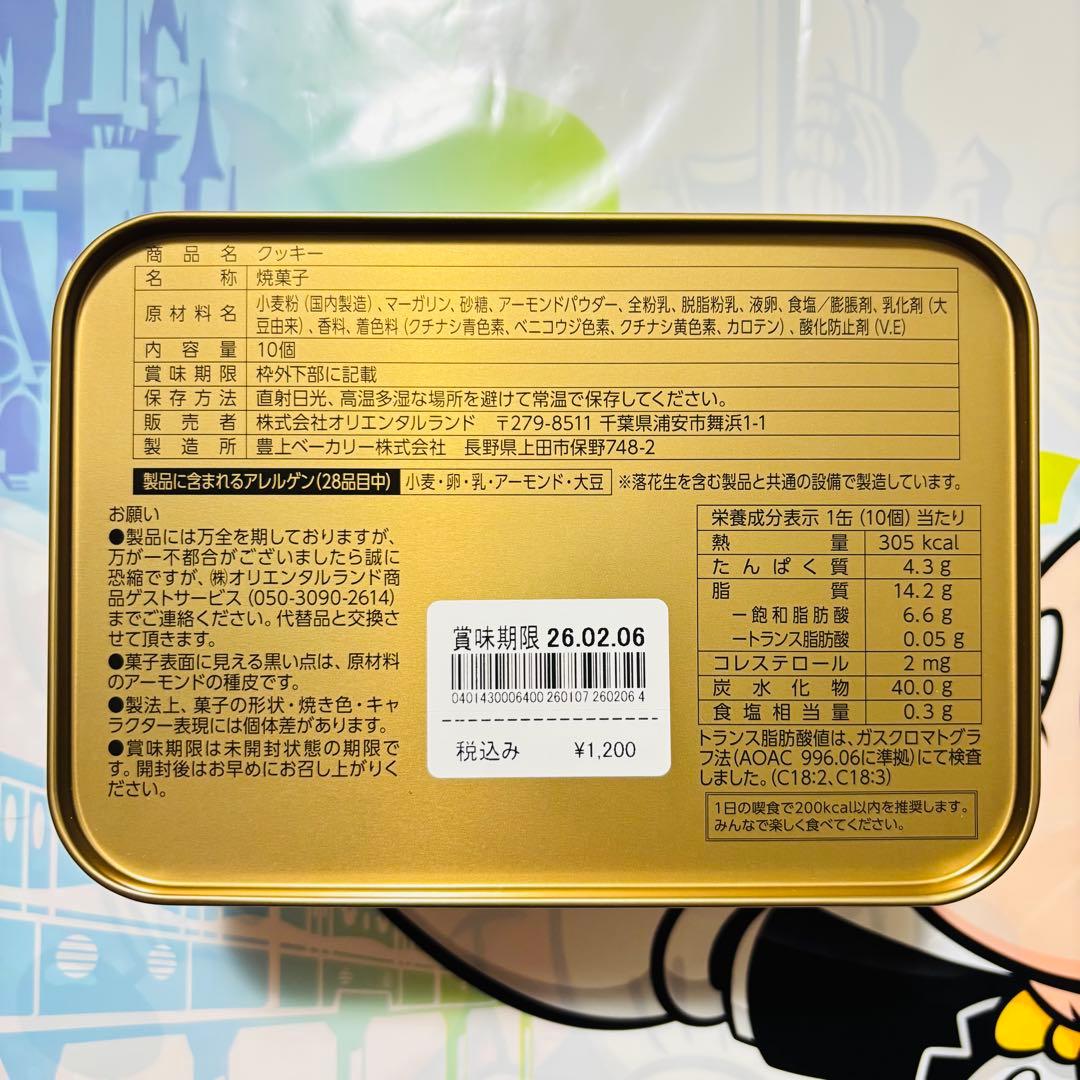 商品名 クッキー
名称 焼菓子
原材料名 小麦粉(国内製造)、マーガリン、砂糖、アーモンドパウダー、全粉乳、脱脂粉乳、液卵、食塩/膨脹剤、乳化剤(大
豆由来)、香料、着色料(クチナシ青色素、ベニコウジ色素、クチナシ黄色素、カロテン)、酸化防止剤(V.E)
内容量 10個
賞味期限 枠外下部に記載
保存方法 直射日光、高温多湿な場所を避けて常温で保存してください。
販売者 株式会社オリエンタルランド 〒279-8511 千葉県浦安市舞浜1-1
製造所 豊上ベーカリー株式会社 長野県上田市保野748-2
製品に含まれるアレルゲン(28品目中) 小麦・卵・乳・アーモンド・大豆 ※落花生を含む製品と共通の設備で製造しています。
お願い
●製品には万全を期しておりますが、
万が一不都合がございましたら誠に
恐縮ですが、㈱オリエンタルランド商
品ゲストサービス(050-3090-2614)
までご連絡ください。代替品と交換さ
せて頂きます。
●菓子表面に見える黒い点は、原材料
のアーモンドの種皮です。
●製法上、菓子の形状・焼き色・キャ
ラクター表現には個体差があります。
●賞味期限は未開封状態の期限で
す。開封後はお早めにお召し上がりく
ださい。
賞味期限 26.02.06
0401430006400 260107 260206 4
税込み ¥1,200
栄養成分表示 1缶(10個)当たり
熱量 305 kcal
たんぱく質 4.3 g
脂質 14.2 g
ー飽和脂肪酸 6.6 g
ートランス脂肪酸 0.05 g
コレステロール 2 mg
炭水化物 40.0 g
食塩相当量 0.3 g
トランス脂肪酸値は、ガスクロマトグラ
フ法(AOAC 996.06に準拠)にて検査
しました。(C18:2、C18:3)
1日の喫食で200kcal以内を推奨します。
みんなで楽しく食べてください。